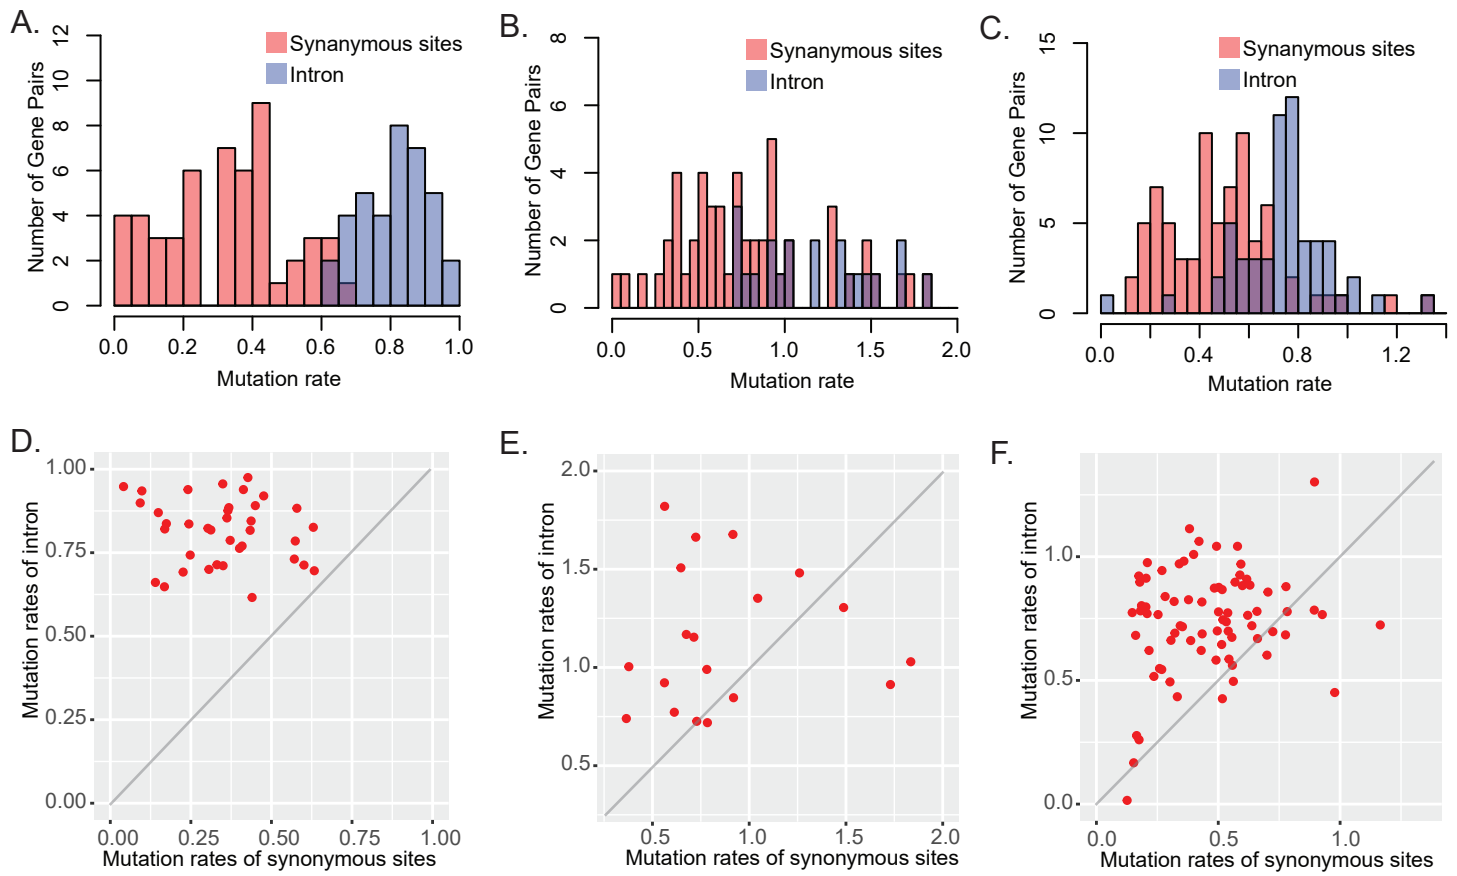 A.
Number of Gene Pairs
12
10
8
6
4
2
0
Synanymous sites
Intron
0.0 0.2 0.4 0.6 0.8 1.0
Mutation rate
B.
Number of Gene Pairs
8
6
4
2
0
Synanymous sites
Intron
0.0 0.5 1.0 1.5 2.0
Mutation rate
C.
Number of Gene Pairs
15
10
5
0
Synanymous sites
Intron
0.0 0.4 0.8 1.2
Mutation rate
D.
Mutation rates of intron
1.00
0.75
0.50
0.25
0.00
0.00 0.25 0.50 0.75 1.00
Mutation rates of synonymous sites
E.
Mutation rates of intron
2.0
1.5
1.0
0.5
0.5 1.0 1.5 2.0
Mutation rates of synonymous sites
F.
Mutation rates of intron
1.0
0.5
0.0
0.0 0.5 1.0
Mutation rates of synonymous sites